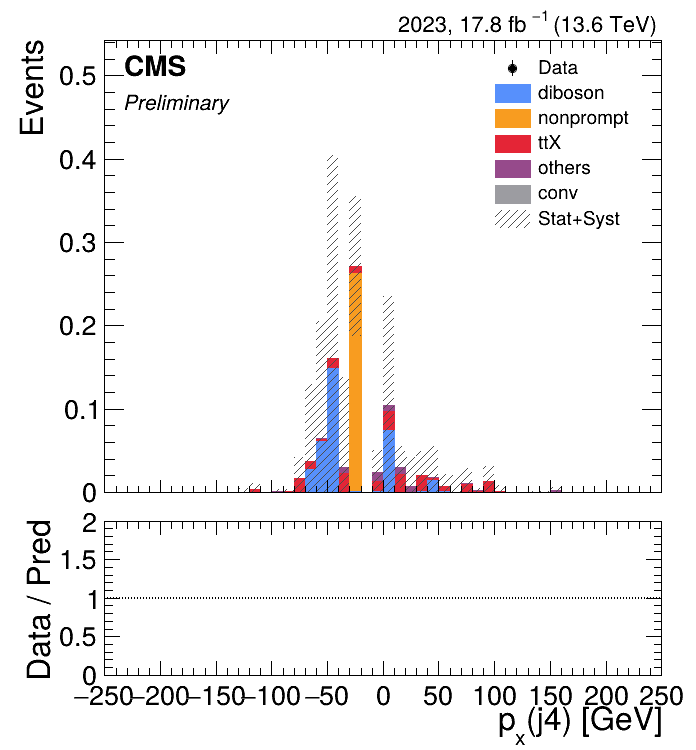 2023, 17.8 fb⁻¹ (13.6 TeV)
CMS
Preliminary
Events
0.5
0.4
0.3
0.2
0.1
0
Data
diboson
nonprompt
ttX
others
conv
Stat+Syst
Data / Pred
2
1.5
1
0.5
0
−250 −200 −150 −100 −50 0 50 100 150 200 250
pₓ(j4) [GeV]